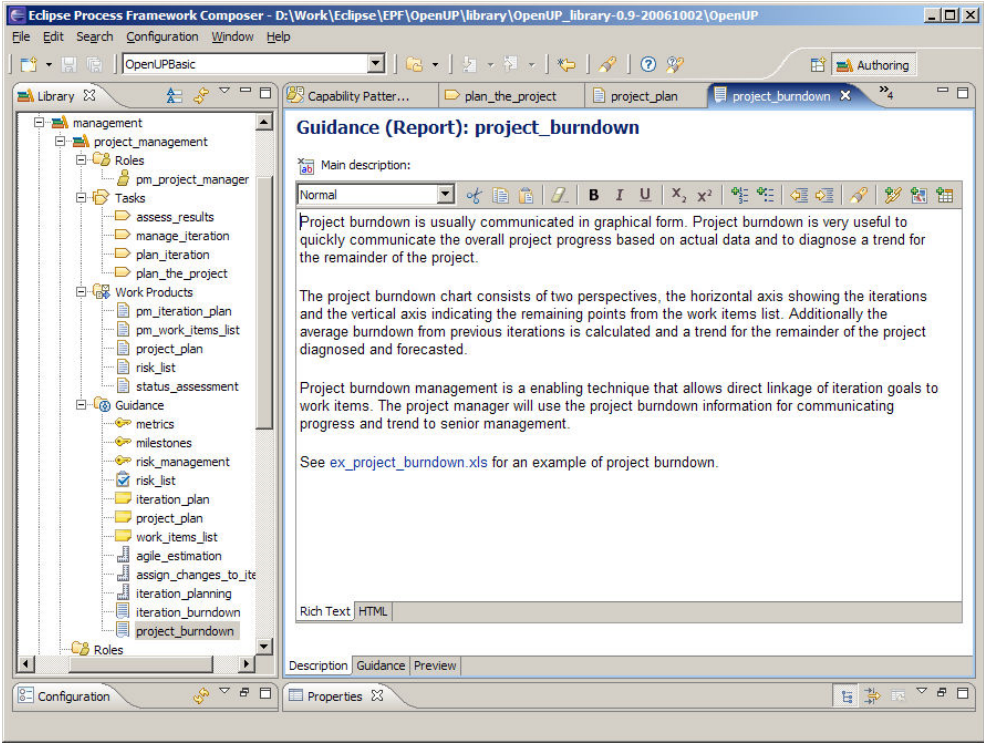 Eclipse Process Framework Composer - D:\Work\Eclipse\EPF\OpenUP\library\OpenUP_library-0.9-20061002\OpenUP
File Edit Search Configuration Window Help
OpenUPBasic
Authoring
Library
management
project_management
Roles
pm_project_manager
Tasks
assess_results
manage_iteration
plan_iteration
plan_the_project
Work Products
pm_iteration_plan
pm_work_items_list
project_plan
risk_list
status_assessment
Guidance
metrics
milestones
risk_management
risk_list
iteration_plan
project_plan
work_items_list
agile_estimation
assign_changes_to_ite
iteration_planning
iteration_burndown
project_burndown
Roles
Capability Patter...
plan_the_project
project_plan
project_burndown
»4
Guidance (Report): project_burndown
Main description:
Normal
B I U X₂ X²
Project burndown is usually communicated in graphical form. Project burndown is very useful to
quickly communicate the overall project progress based on actual data and to diagnose a trend for
the remainder of the project.
The project burndown chart consists of two perspectives, the horizontal axis showing the iterations
and the vertical axis indicating the remaining points from the work items list. Additionally the
average burndown from previous iterations is calculated and a trend for the remainder of the project
diagnosed and forecasted.
Project burndown management is a enabling technique that allows direct linkage of iteration goals to
work items. The project manager will use the project burndown information for communicating
progress and trend to senior management.
See ex_project_burndown.xls for an example of project burndown.
Rich Text HTML
Description Guidance Preview
Configuration
Properties